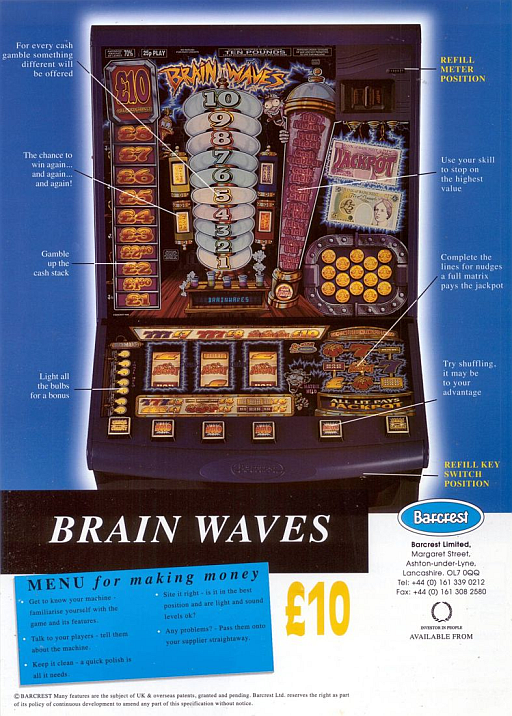 For every cash
gamble something
different will
be offered
70%
25p PLAY
TEN POUNDS
£10
BRAIN WAVES
10
9
8
7
6
5
4
3
2
1
REFILL
METER
POSITION
The chance to
win again...
and again...
and again!
JACKPOT
Use your skill
to stop on
the highest
value
Gamble
up the
cash stack
BRAINWAVES
Complete the
lines for nudges
a full matrix
pays the jackpot
Light all
the bulbs
for a bonus
ALL LIT PAYS
JACKPOT
Try shuffling,
it may be
to your
advantage
REFILL KEY
SWITCH
POSITION
BRAIN WAVES
Barcrest
Barcrest Limited,
Margaret Street,
Ashton-under-Lyne,
Lancashire. OL7 0QQ
Tel: +44 (0) 161 339 0212
Fax: +44 (0) 161 308 2580
INVESTOR IN PEOPLE
AVAILABLE FROM
MENU for making money
• Get to know your machine -
familiarise yourself with the
game and its features.
• Talk to your players - tell them
about the machine.
• Keep it clean - a quick polish is
all it needs
• Site it right - is it in the best
position and are light and sound
levels ok?
• Any problems? - Pass them onto
your supplier straightaway.
£10
© BARCREST Many features are the subject of UK & overseas patents, granted and pending. Barcrest Ltd. reserves the right as part
of its policy of continuous development to amend any part of this specification without notice.